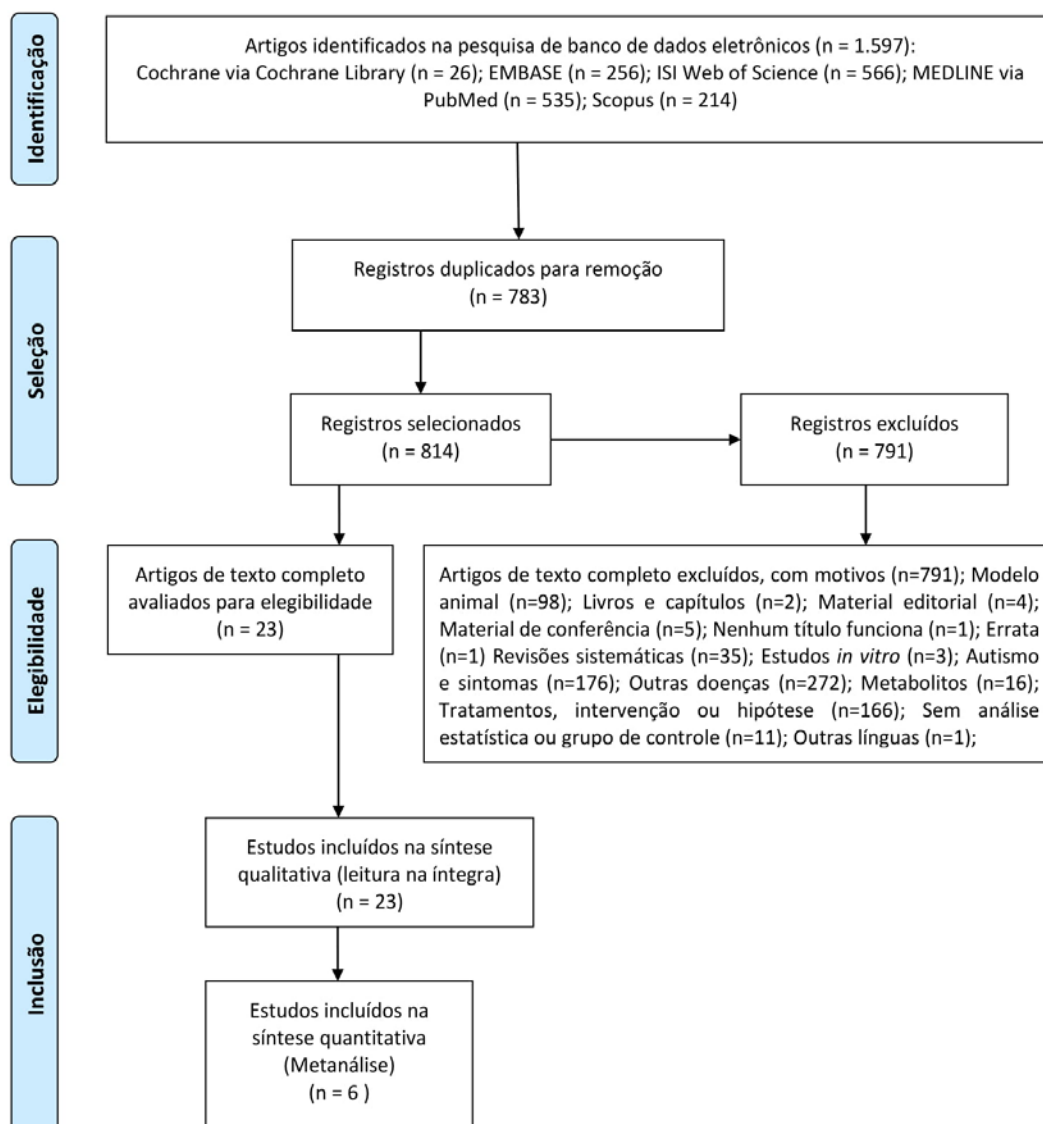 Identificação
Artigos identificados na pesquisa de banco de dados eletrônicos (n = 1.597):
Cochrane via Cochrane Library (n = 26); EMBASE (n = 256); ISI Web of Science (n = 566); MEDLINE via
PubMed (n = 535); Scopus (n = 214)
Seleção
Registros duplicados para remoção
(n = 783)
Registros selecionados
(n = 814)
Registros excluídos
(n = 791)
Elegibilidade
Artigos de texto completo
avaliados para elegibilidade
(n = 23)
Artigos de texto completo excluídos, com motivos (n=791); Modelo
animal (n=98); Livros e capítulos (n=2); Material editorial (n=4);
Material de conferência (n=5); Nenhum título funciona (n=1); Errata
(n=1) Revisões sistemáticas (n=35); Estudos in vitro (n=3); Autismo
e sintomas (n=176); Outras doenças (n=272); Metabolitos (n=16);
Tratamentos, intervenção ou hipótese (n=166); Sem análise
estatística ou grupo de controle (n=11); Outras línguas (n=1);
Inclusão
Estudos incluídos na síntese
qualitativa (leitura na íntegra)
(n = 23)
Estudos incluídos na
síntese quantitativa
(Metanálise)
(n = 6 )